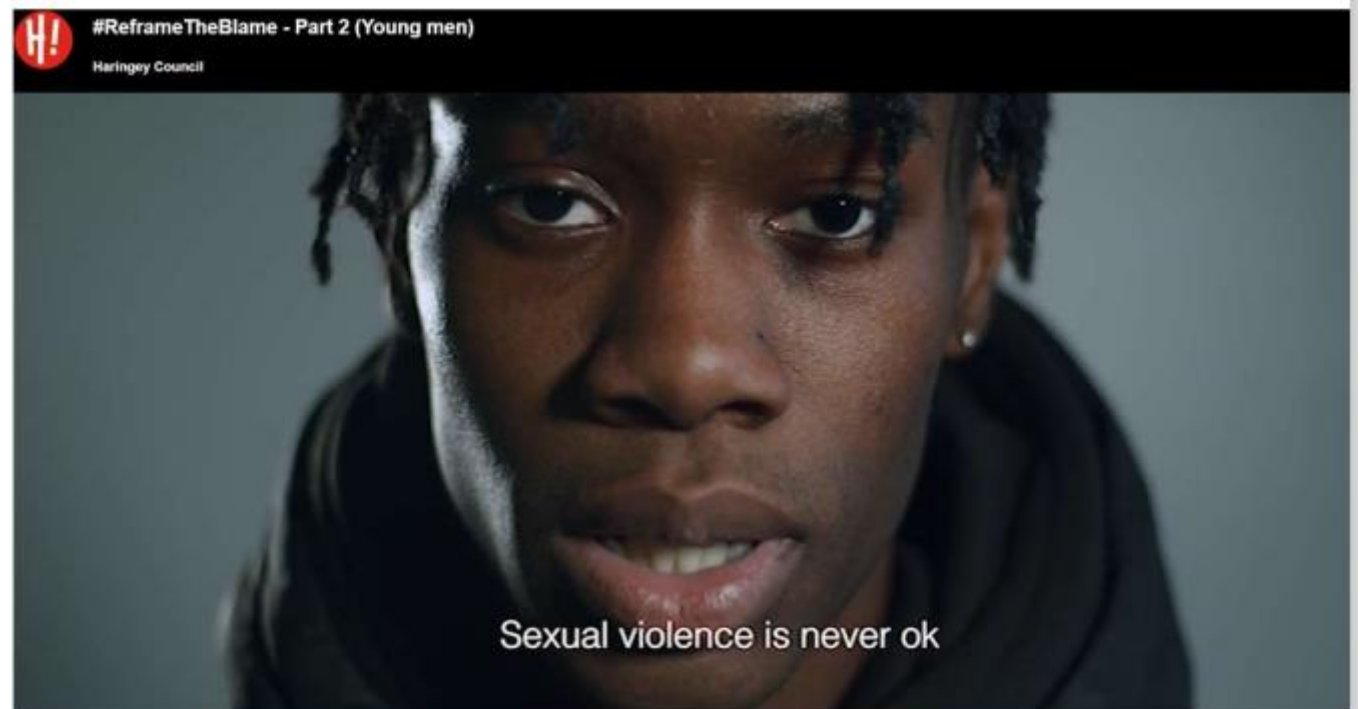 H!
#ReframeTheBlame - Part 2 (Young men)
Haringey Council
Sexual violence is never ok